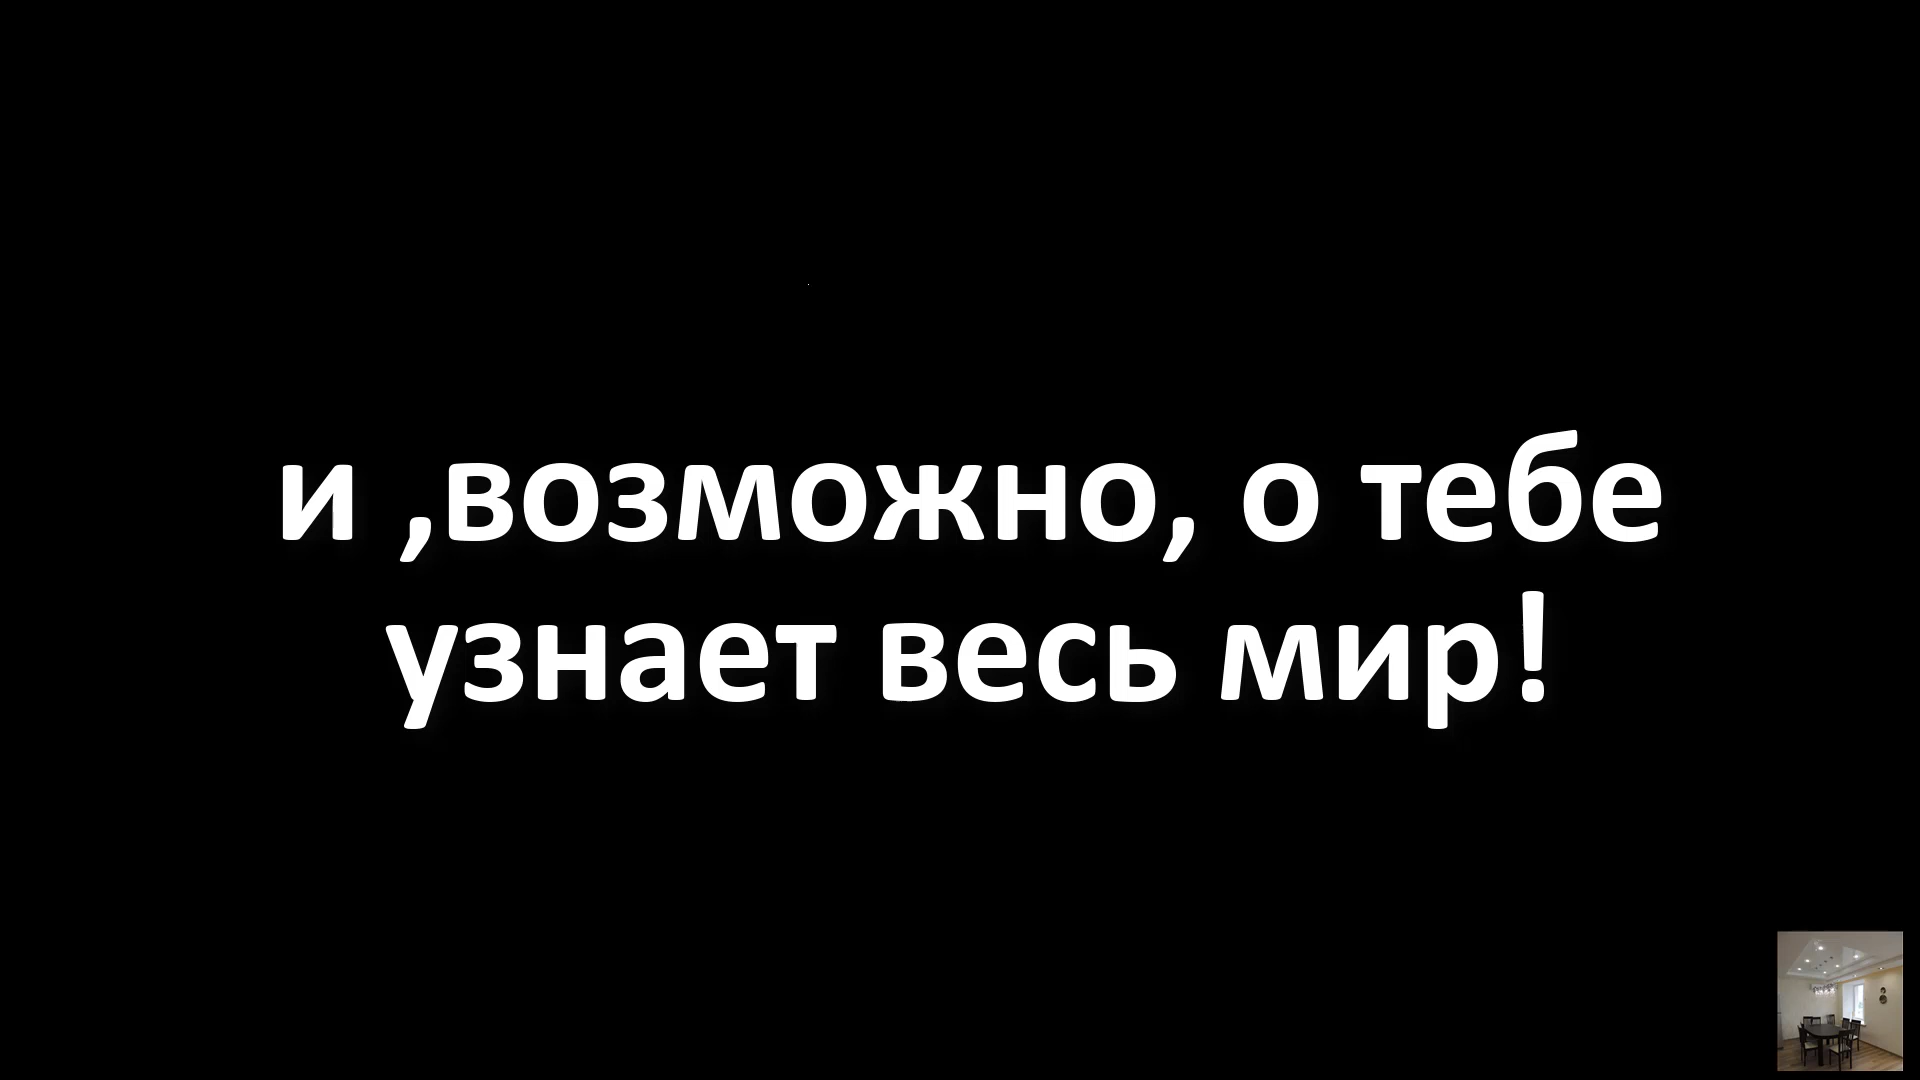 и ,возможно, о тебе
узнает весь мир!